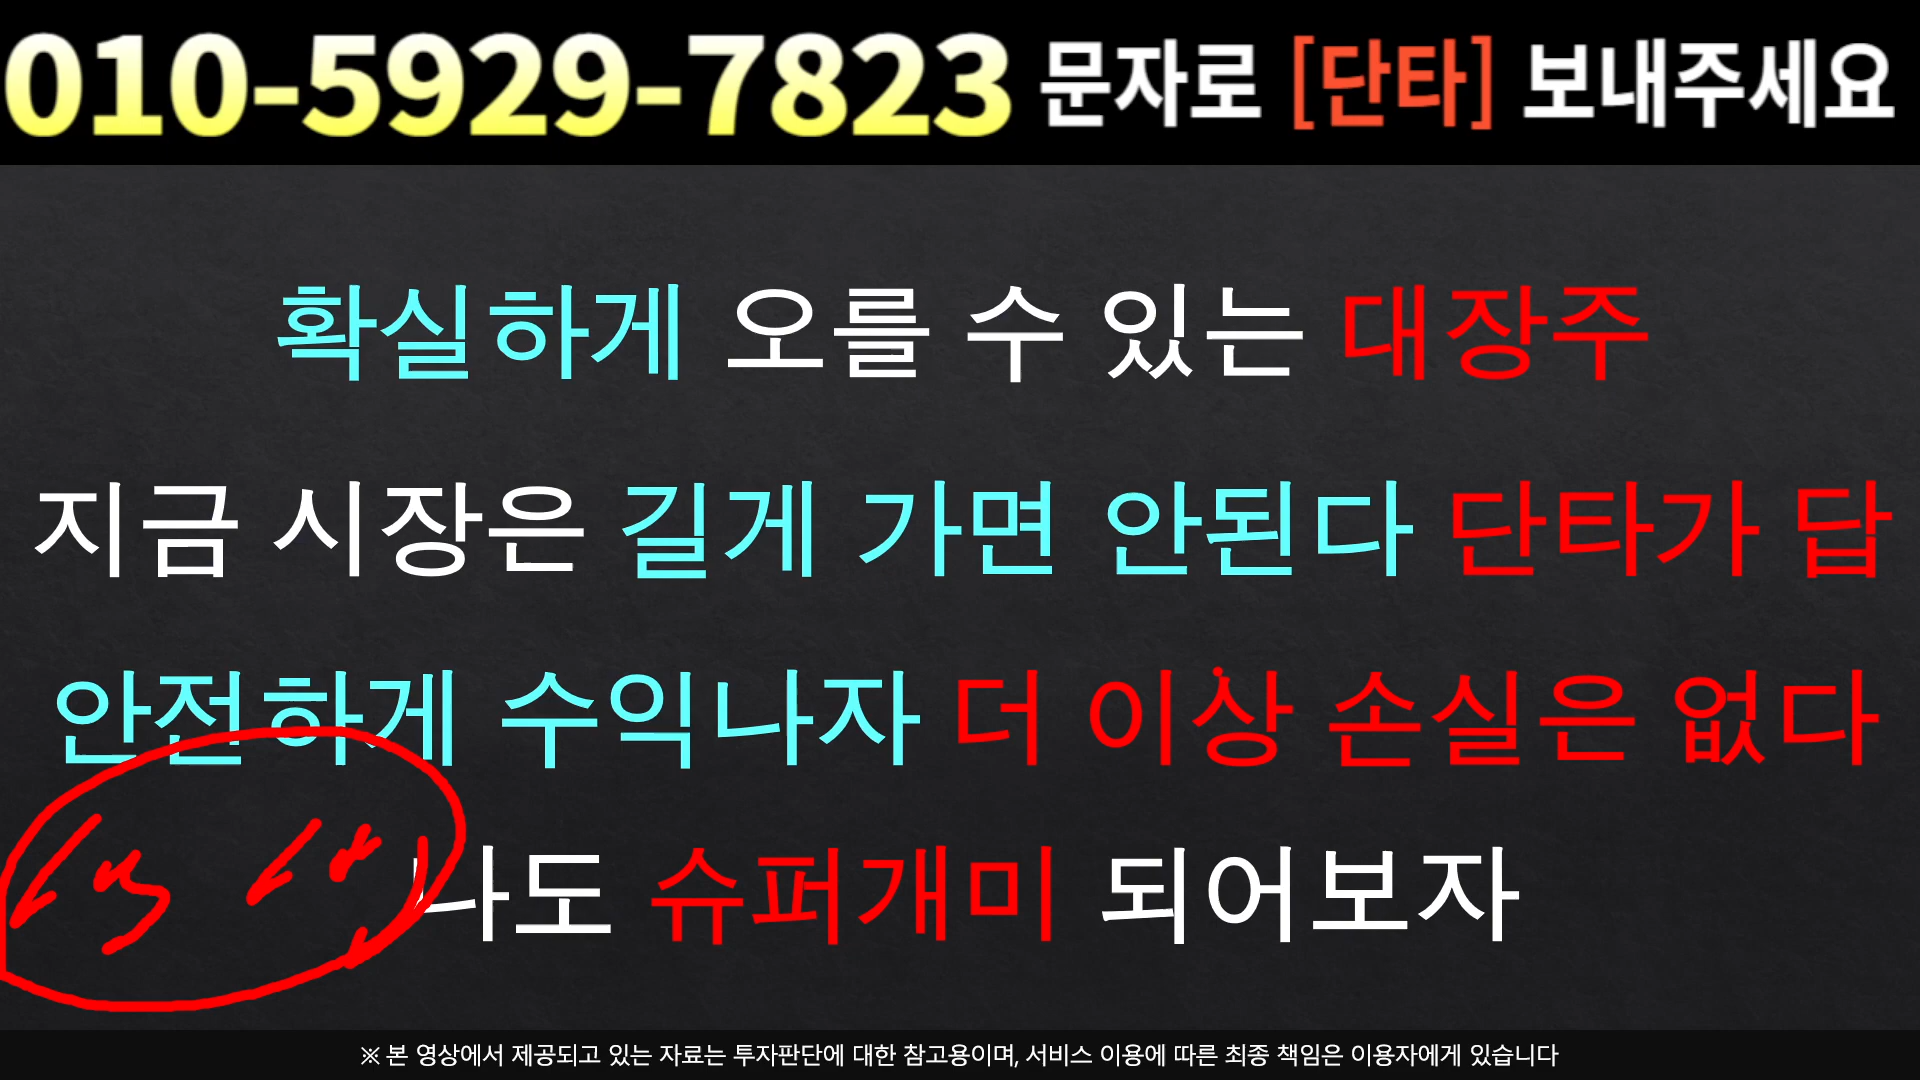 010-5929-7823 문자로 [단타] 보내주세요
확실하게 오를 수 있는 대장주
지금 시장은 길게 가면 안된다 단타가 답
안전하게 수익나자 더 이상 손실은 없다
나도 슈퍼개미 되어보자
※ 본 영상에서 제공되고 있는 자료는 투자판단에 대한 참고용이며, 서비스 이용에 따른 최종 책임은 이용자에게 있습니다